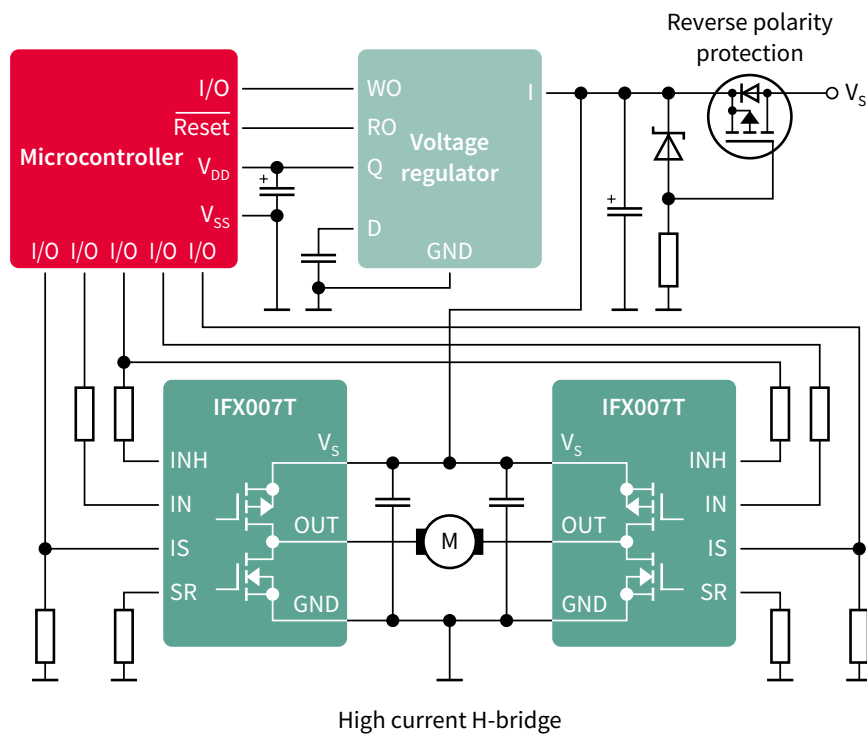 Reverse polarity
protection
V_S
Microcontroller
I/O
Reset
V_DD
V_SS
I/O I/O I/O I/O I/O
Voltage
regulator
WO
RO
Q
D
I
GND
+
+
IFX007T
INH
IN
IS
SR
V_S
OUT
GND
M
IFX007T
V_S
OUT
GND
INH
IN
IS
SR
High current H-bridge